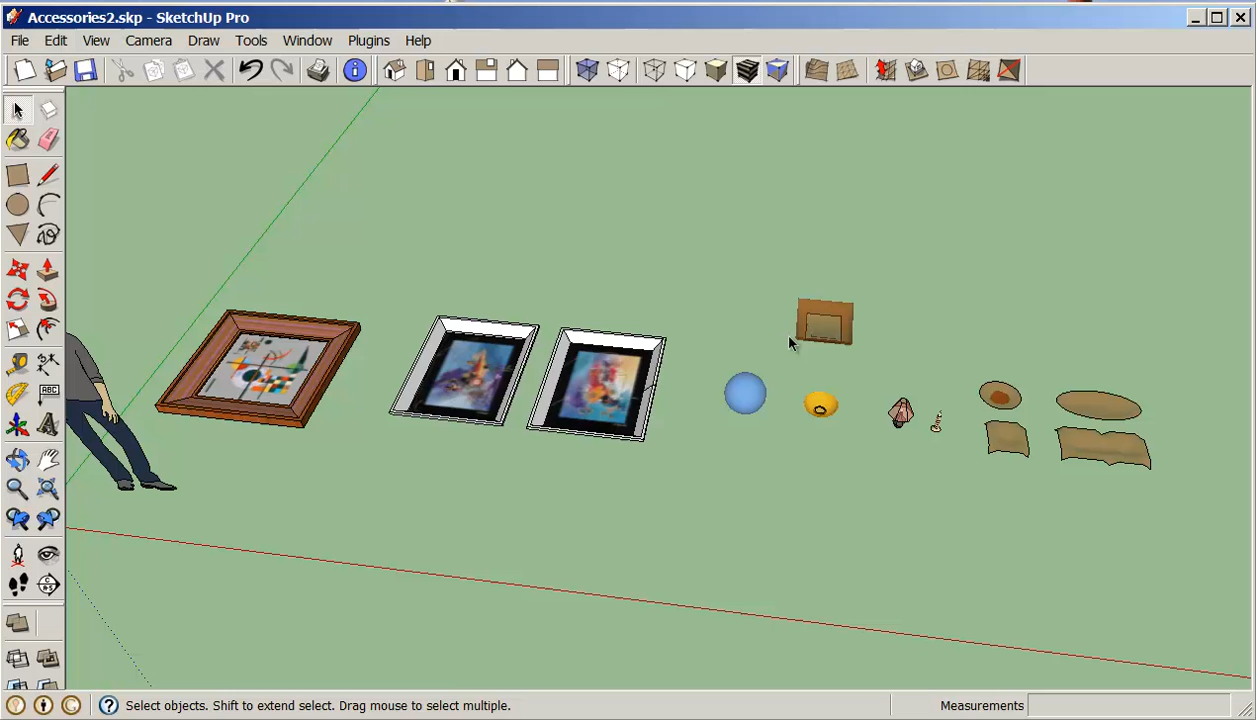 Accessories2.skp - SketchUp Pro
File Edit View Camera Draw Tools Window Plugins Help
ABC
Select objects. Shift to extend select. Drag mouse to select multiple.
Measurements